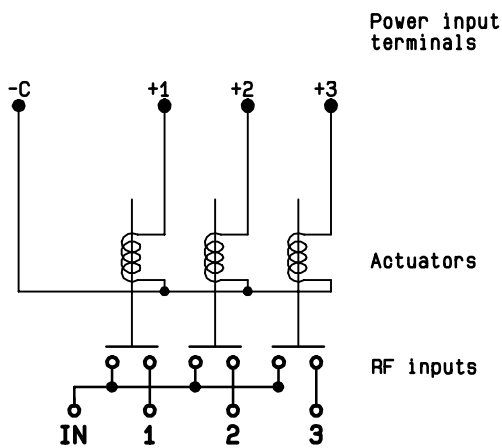 Power input
terminals
-C +1 +2 +3
Actuators
RF inputs
IN 1 2 3